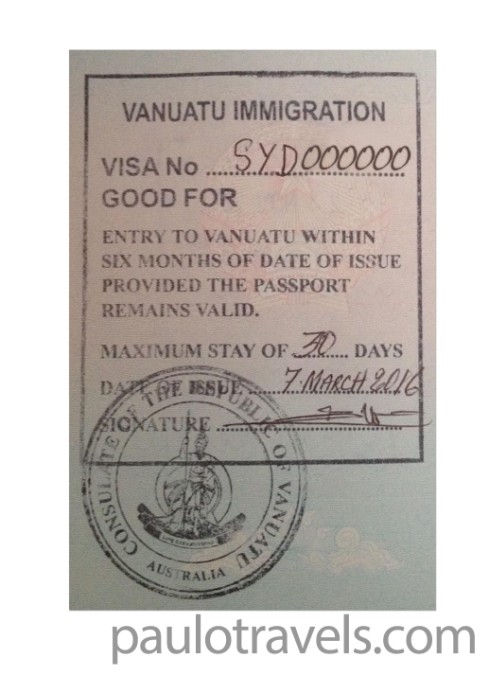 VANUATU IMMIGRATION
VISA No ..... SYD000000
GOOD FOR
ENTRY TO VANUATU WITHIN
SIX MONTHS OF DATE OF ISSUE
PROVIDED THE PASSPORT
REMAINS VALID.
MAXIMUM STAY OF 30 DAYS
DATE OF ISSUE ..... 7 MARCH 2016
SIGNATURE .....
CONSULATE OF THE REPUBLIC OF VANUATU
AUSTRALIA
paulotravels.com